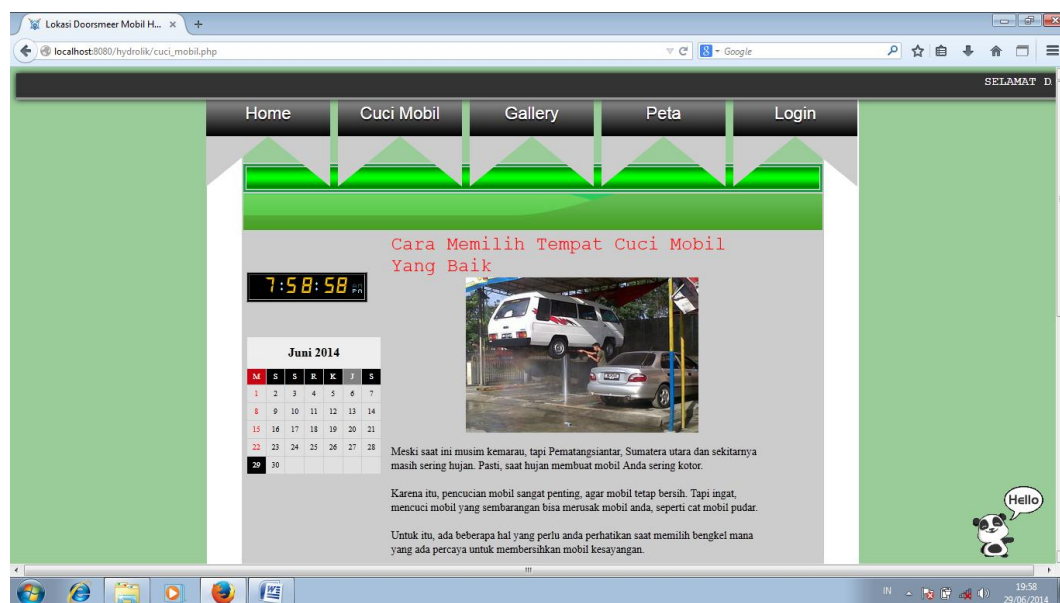 Lokasi Doorsmeer Mobil H...
localhost:8080/hydrolik/cuci_mobil.php
Google
SELAMAT D
Home Cuci Mobil Gallery Peta Login
Cara Memilih Tempat Cuci Mobil
Yang Baik
7:58:58
Juni 2014
M S S R K J S
1 2 3 4 5 6 7
8 9 10 11 12 13 14
15 16 17 18 19 20 21
22 23 24 25 26 27 28
29 30
Meski saat ini musim kemarau, tapi Pematangsiantar, Sumatera utara dan sekitarnya
masih sering hujan. Pasti, saat hujan membuat mobil Anda sering kotor.
Karena itu, pencucian mobil sangat penting, agar mobil tetap bersih. Tapi ingat,
mencuci mobil yang sembarangan bisa merusak mobil anda, seperti cat mobil pudar.
Untuk itu, ada beberapa hal yang perlu anda perhatikan saat memilih bengkel mana
yang ada percaya untuk membersihkan mobil kesayangan.
Hello
IN
19:58
29/06/2014